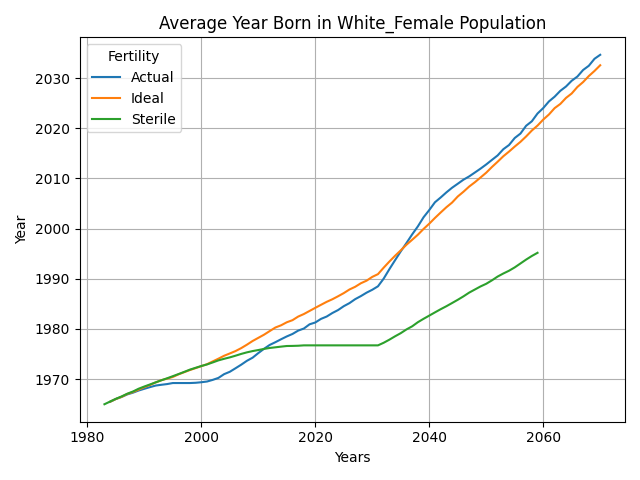 Average Year Born in White_Female Population
Fertility
Actual
Ideal
Sterile
Year
2030
2020
2010
2000
1990
1980
1970
1980 2000 2020 2040 2060
Years